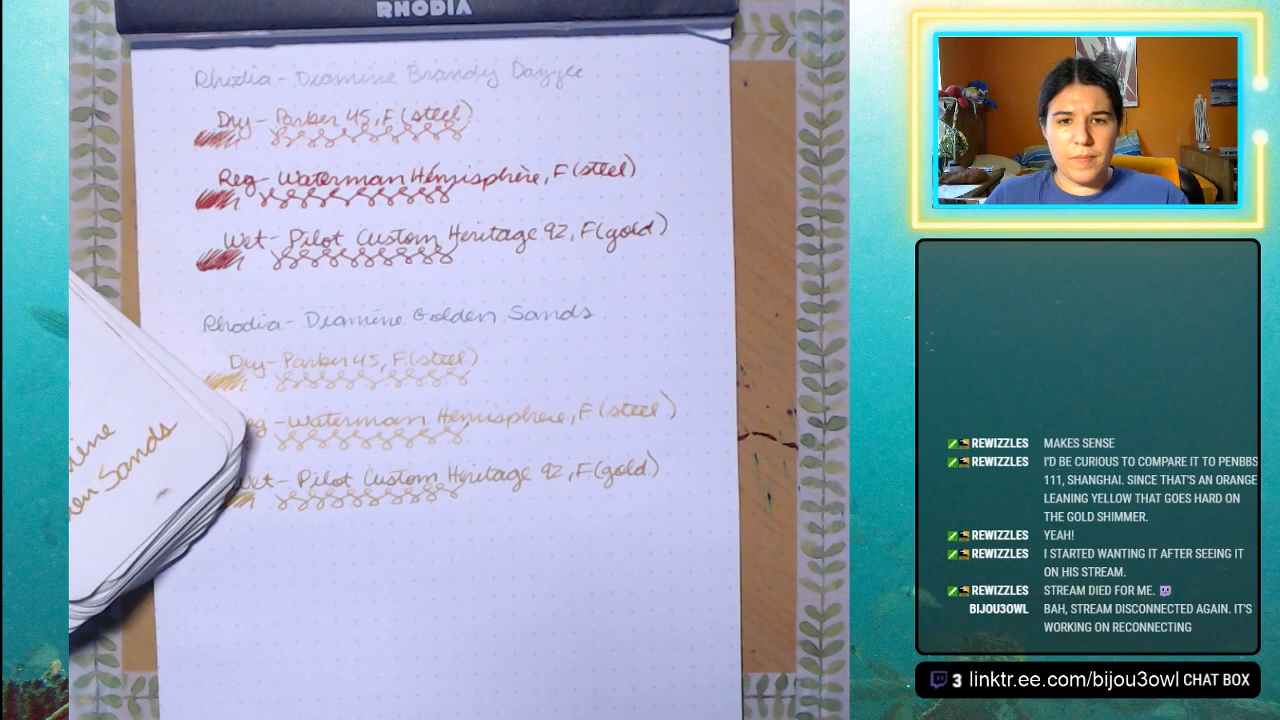 RHODIA
Rhodia - Diamine Brandy Dazzle
Dry - Parker 45, F (steel)
Reg - Waterman Hémisphère, F (steel)
Wet - Pilot Custom Heritage 92, F (gold)
Rhodia - Diamine Golden Sands
Dry - Parker 45, F (steel)
- Waterman Hemisphere, F (steel)
- Pilot Custom Heritage 92, F (gold)
Sands
REWIZZLES MAKES SENSE
REWIZZLES I'D BE CURIOUS TO COMPARE IT TO PENBBS
111, SHANGHAI. SINCE THAT'S AN ORANGE
LEANING YELLOW THAT GOES HARD ON
THE GOLD SHIMMER.
REWIZZLES YEAH!
REWIZZLES I STARTED WANTING IT AFTER SEEING IT
ON HIS STREAM.
REWIZZLES STREAM DIED FOR ME.
BIJOU3OWL BAH, STREAM DISCONNECTED AGAIN. IT'S
WORKING ON RECONNECTING
3 linktr.ee.com/bijou3owl CHAT BOX